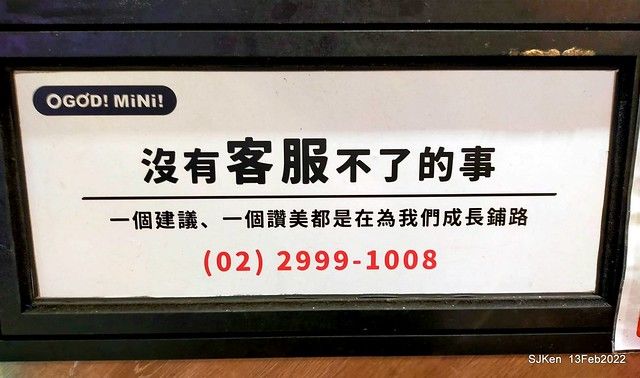 OGOD! MiNi!
沒有客服不了的事
一個建議、一個讚美都是在為我們成長鋪路
(02) 2999-1008
SJKen 13Feb2022